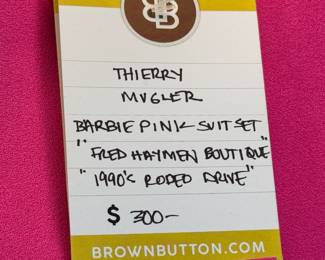 THIERRY
MUGLER
BARBIE PINK SUIT SET
"FRED HAYMEN BOUTIQUE"
"1990's RODEO DRIVE"
$ 300-
BROWNBUTTON.COM